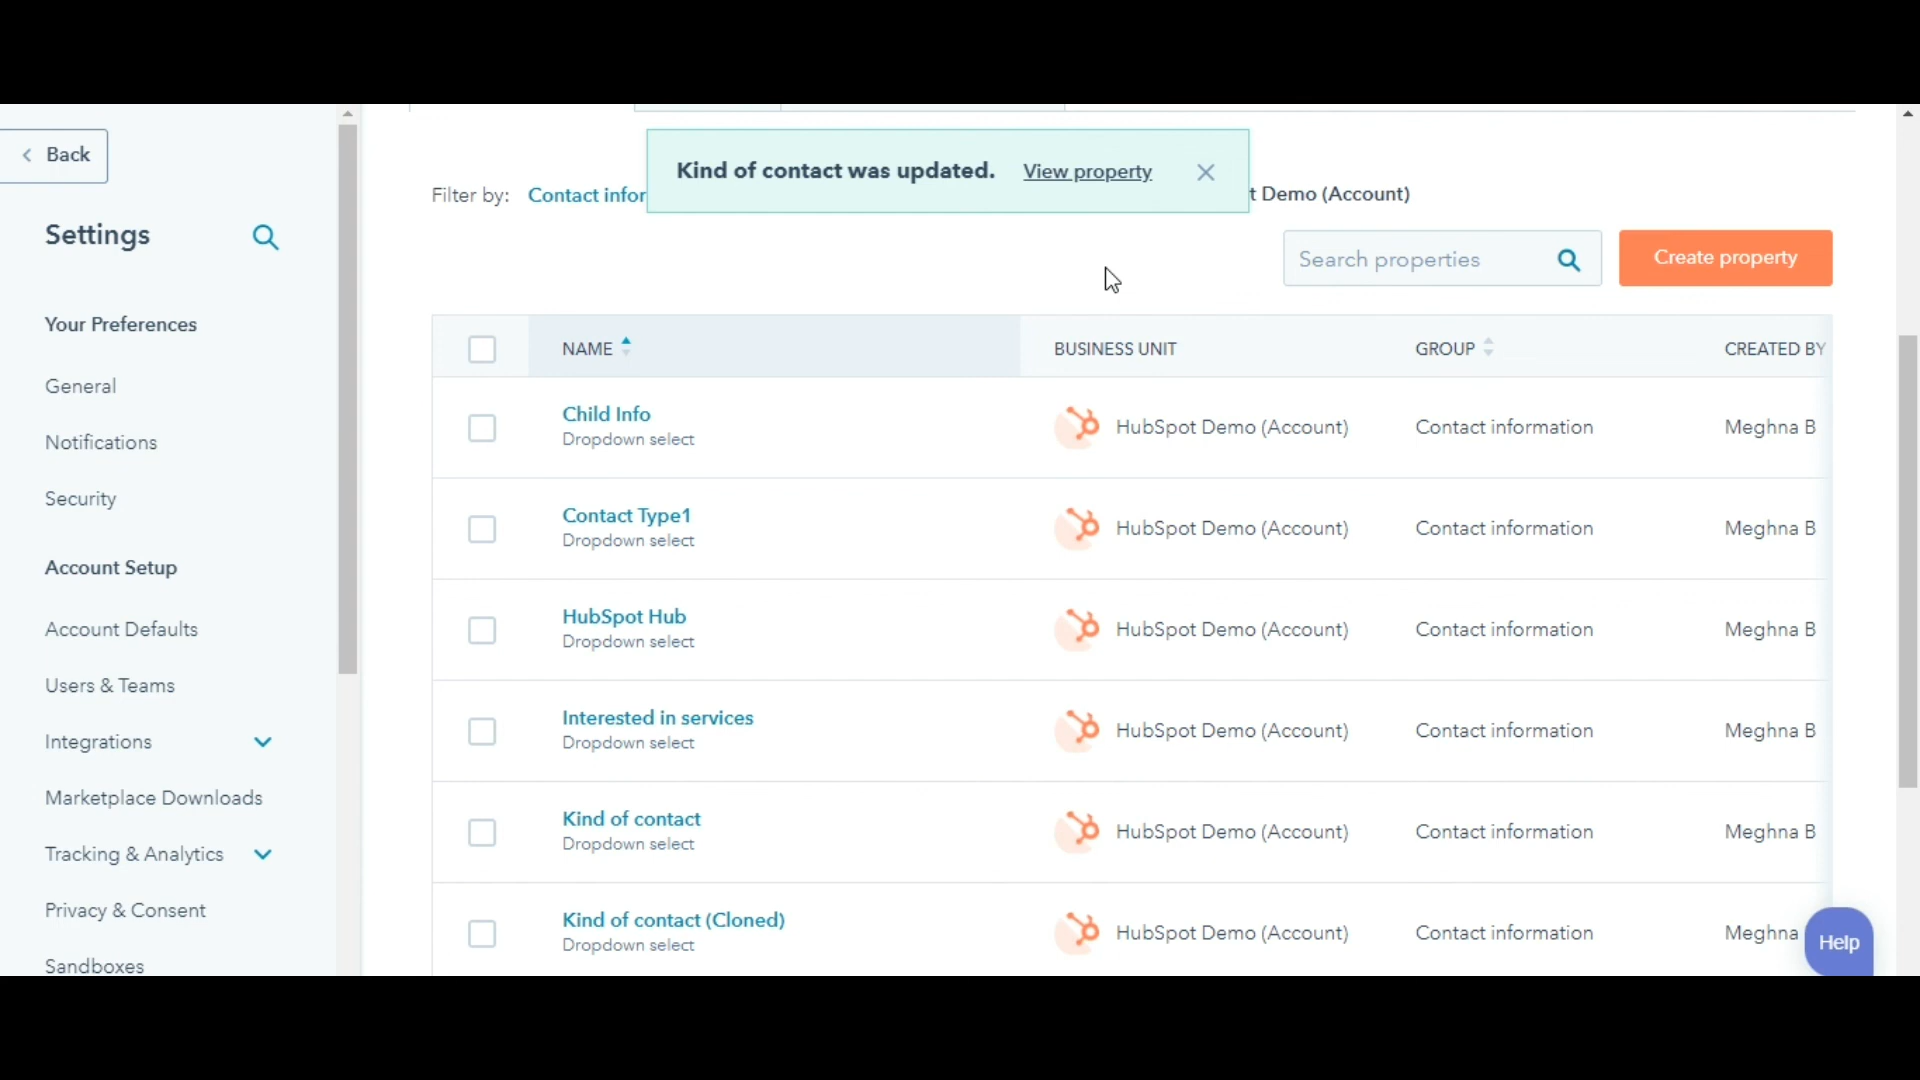 Back
Kind of contact was updated. View property
Filter by: Contact infor t Demo (Account)
Settings
Search properties Create property
Your Preferences
General
Notifications
Security
Account Setup
Account Defaults
Users & Teams
Integrations
Marketplace Downloads
Tracking & Analytics
Privacy & Consent
Sandboxes
NAME BUSINESS UNIT GROUP CREATED BY
Child Info HubSpot Demo (Account) Contact information Meghna B
Dropdown select
Contact Type1 HubSpot Demo (Account) Contact information Meghna B
Dropdown select
HubSpot Hub HubSpot Demo (Account) Contact information Meghna B
Dropdown select
Interested in services HubSpot Demo (Account) Contact information Meghna B
Dropdown select
Kind of contact HubSpot Demo (Account) Contact information Meghna B
Dropdown select
Kind of contact (Cloned) HubSpot Demo (Account) Contact information Meghna
Dropdown select
Help